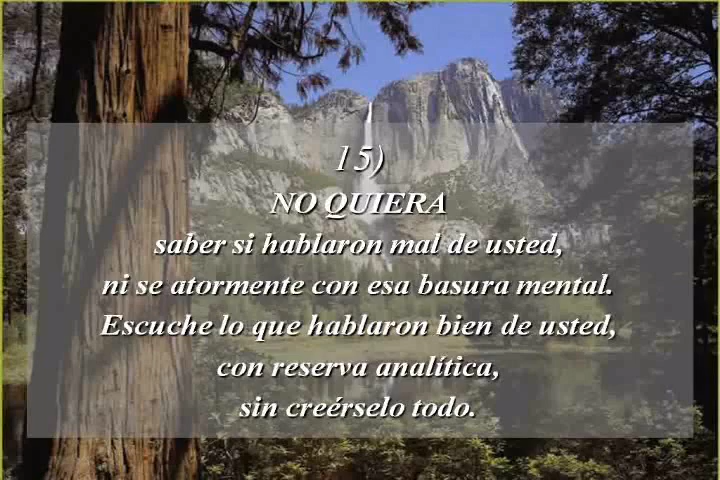 15)
NO QUIERA
saber si hablaron mal de usted,
ni se atormente con esa basura mental.
Escuche lo que hablaron bien de usted,
con reserva analítica,
sin creérselo todo.